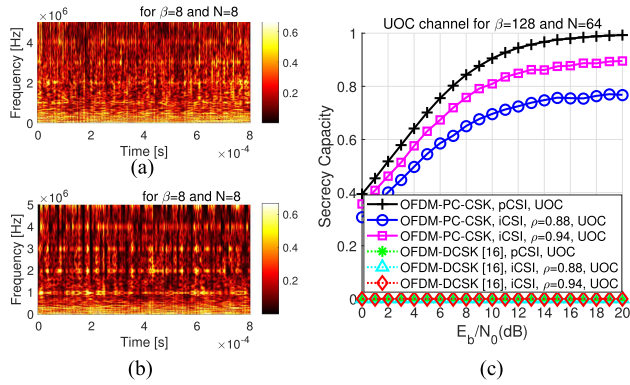 for β=8 and N=8
×10⁶
Frequency [Hz]
4
2
0
0 2 4 6 8
Time [s]
×10⁻⁴
0.6
0.4
0.2
(a)
for β=8 and N=8
×10⁶
Frequency [Hz]
5
4
3
2
1
0
0 2 4 6 8
Time [s]
×10⁻⁴
0.6
0.4
0.2
0
(b)
UOC channel for β=128 and N=64
Secrecy Capacity
1
0.8
0.6
0.4
0.2
0
OFDM-PC-CSK, pCSI, UOC
OFDM-PC-CSK, iCSI, ρ=0.88, UOC
OFDM-PC-CSK, iCSI, ρ=0.94, UOC
OFDM-DCSK [16], pCSI, UOC
OFDM-DCSK [16], iCSI, ρ=0.88, UOC
OFDM-DCSK [16], iCSI, ρ=0.94, UOC
0 2 4 6 8 10 12 14 16 18 20
E_b/N_0(dB)
(c)